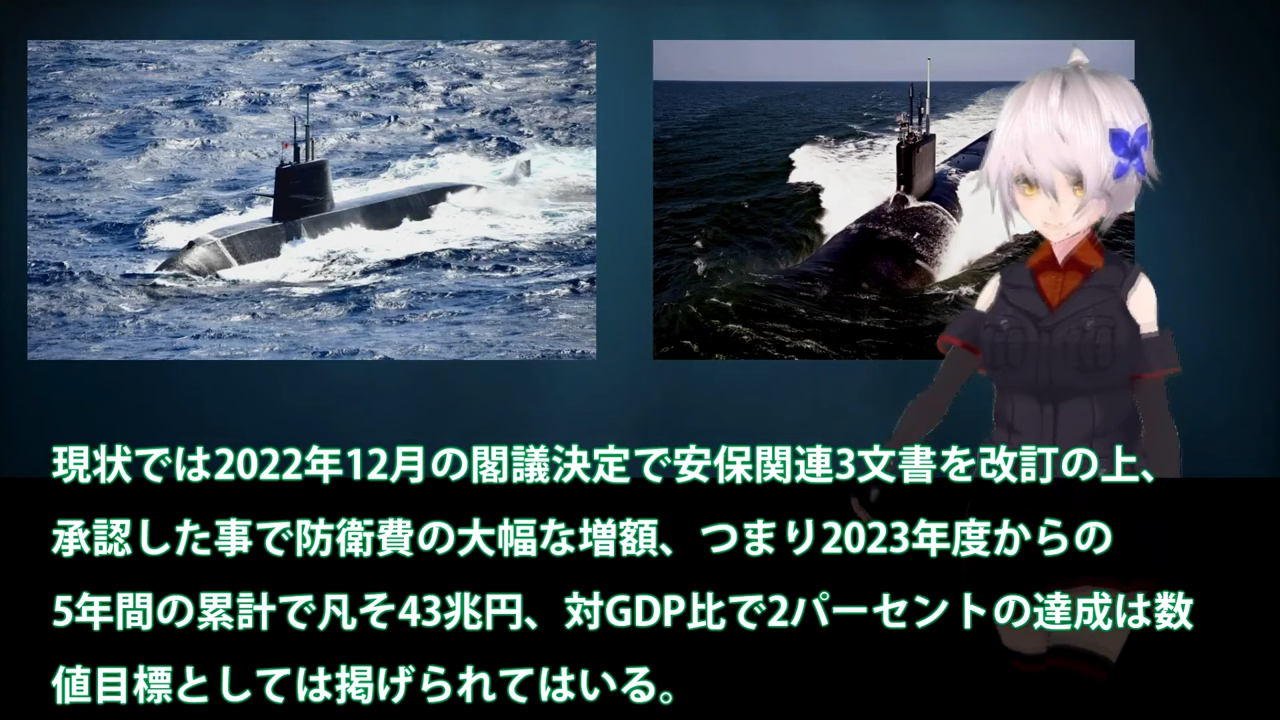 現状では2022年12月の閣議決定で安保関連3文書を改訂の上、
承認した事で防衛費の大幅な増額、つまり2023年度からの
5年間の累計で凡そ43兆円、対GDP比で2パーセントの達成は数
値目標としては掲げられてはいる。